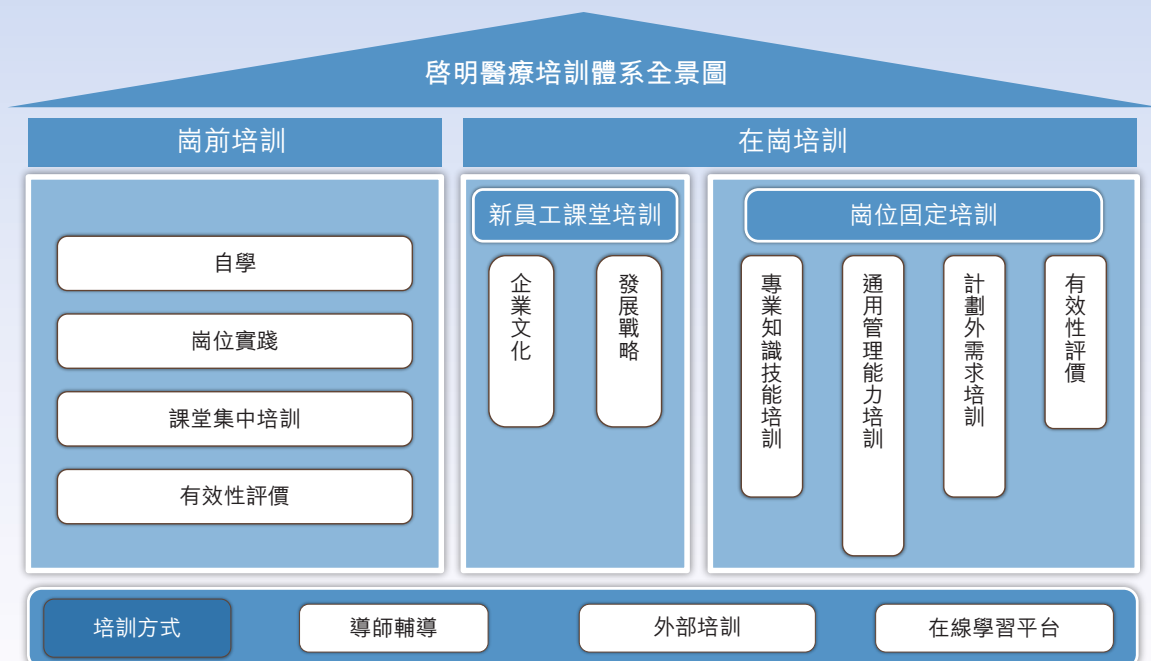 啓明醫療培訓體系全景圖
崗前培訓
自學
崗位實踐
課堂集中培訓
有效性評價
在崗培訓
新員工課堂培訓
企業文化
發展戰略
崗位固定培訓
專業知識技能培訓
通用管理能力培訓
計劃外需求培訓
有效性評價
培訓方式
導師輔導
外部培訓
在線學習平台